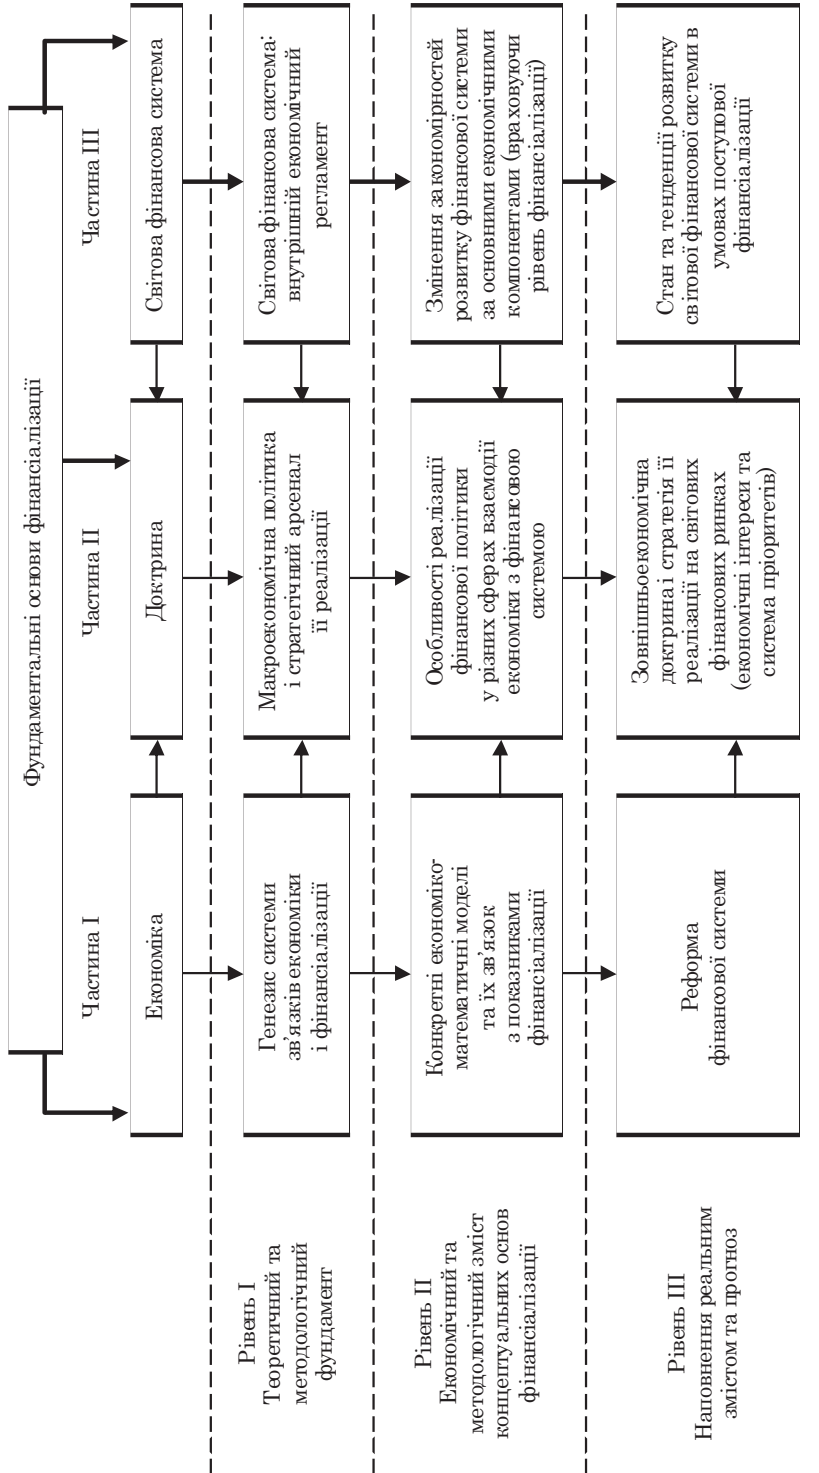 Фундаментальні основи фінансіалізації
Частина I
Частина II
Частина III
Економіка
Доктрина
Світова фінансова система
Рівень I
Теоретичний та
методологічний
фундамент
Генезис системи
зв'язків економіки
і фінансіалізації
Макроекономічна політика
і стратегічний арсенал
її реалізації
Світова фінансова система:
внутрішній економічний
регламент
Рівень II
Економічний та
методологічний зміст
концептуальних основ
фінансіалізації
Конкретні економіко-
математичні моделі
та їх зв'язок
з показниками
фінансіалізації
Особливості реалізації
фінансової політики
у різних сферах взаємодії
економіки з фінансовою
системою
Змінення закономірностей
розвитку фінансової системи
за основними економічними
компонентами (враховуючи
рівень фінансіалізації)
Рівень III
Наповнення реальним
змістом та прогноз
Реформа
фінансової системи
Зовнішньоекономічна
доктрина і стратегія її
реалізації на світових
фінансових ринках
(економічні інтереси та
система пріоритетів)
Стан та тенденції розвитку
світової фінансової системи в
умовах поступової
фінансіалізації